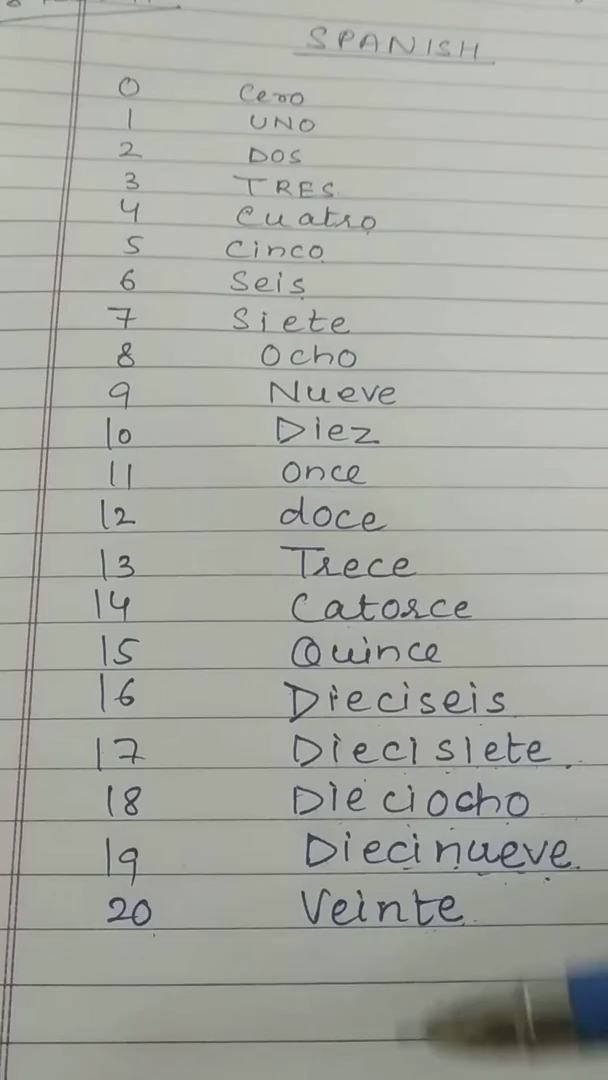 SPANISH
0 Cero
1 UNO
2 DOS
3 TRES
4 Cuatro
5 Cinco
6 Seis
7 Siete
8 Ocho
9 Nueve
10 Diez
11 once
12 doce
13 Trece
14 Catorce
15 Quince
16 Dieciseis
17 Diecisiete
18 Dieciocho
19 Diecinueve
20 Veinte